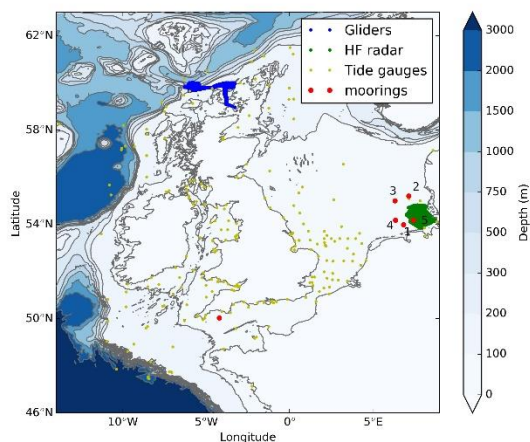 Gliders
HF radar
Tide gauges
moorings
62°N
58°N
54°N
50°N
46°N
10°W
5°W
0°
5°E
Latitude
Longitude
3
2
4
1
5
3000
2000
1500
1000
750
500
300
200
100
0
Depth (m)